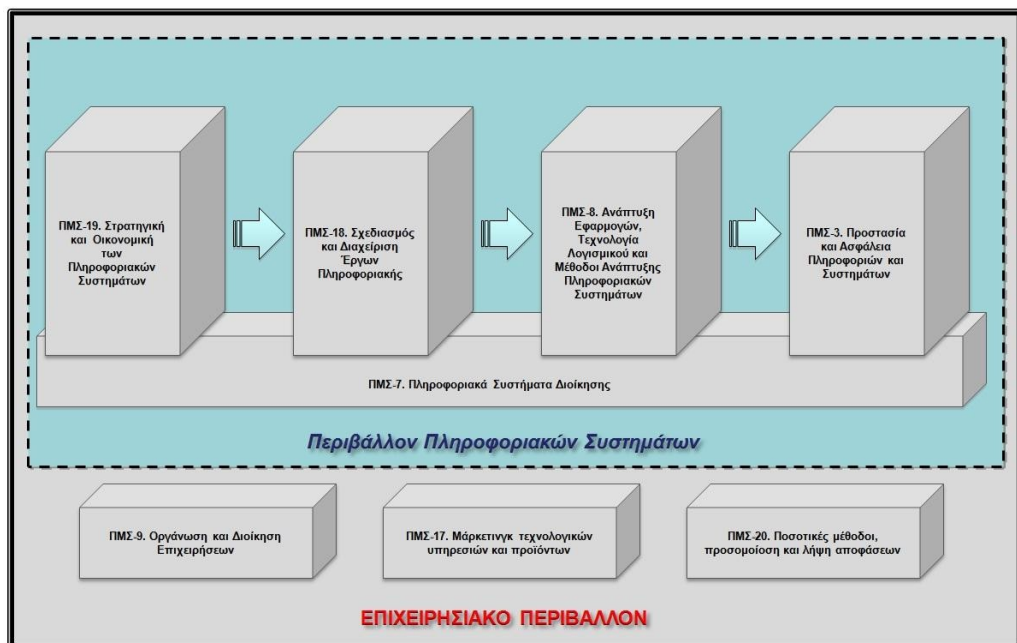 ΠΜΣ-19. Στρατηγική
και Οικονομική
των
Πληροφοριακών
Συστημάτων
ΠΜΣ-18. Σχεδιασμός
και Διαχείριση
Έργων
Πληροφορικής
ΠΜΣ-8. Ανάπτυξη
Εφαρμογών,
Τεχνολογία
Λογισμικού και
Μέθοδοι Ανάπτυξης
Πληροφοριακών
Συστημάτων
ΠΜΣ-3. Προστασία
και Ασφάλεια
Πληροφοριών και
Συστημάτων
ΠΜΣ-7. Πληροφοριακά Συστήματα Διοίκησης
Περιβάλλον Πληροφοριακών Συστημάτων
ΠΜΣ-9. Οργάνωση και Διοίκηση
Επιχειρήσεων
ΠΜΣ-17. Μάρκετινγκ τεχνολογικών
υπηρεσιών και προϊόντων
ΠΜΣ-20. Ποσοτικές μέθοδοι,
προσομοίοση και λήψη αποφάσεων
ΕΠΙΧΕΙΡΗΣΙΑΚΟ ΠΕΡΙΒΑΛΛΟΝ